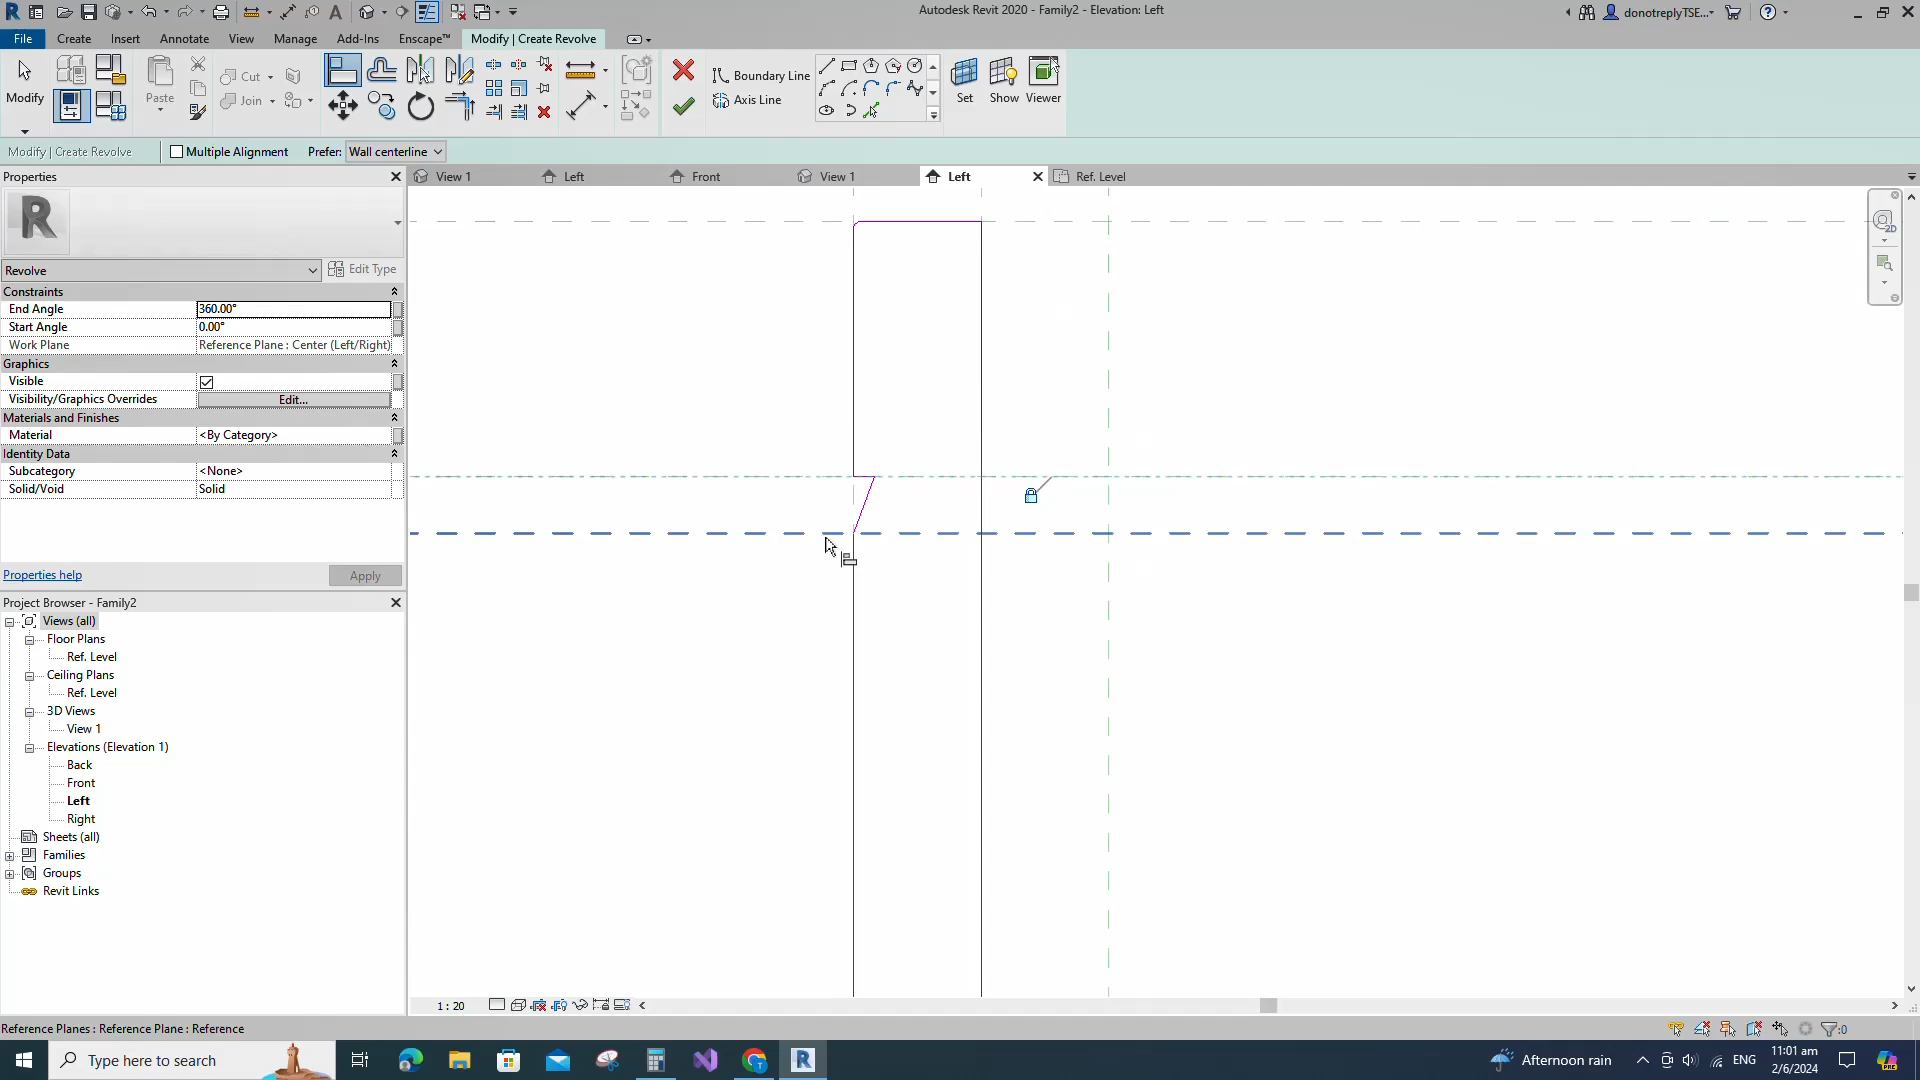 Autodesk Revit 2020 - Family2 - Elevation: Left
donotreplyTSE...
File
Create
Insert
Annotate
View
Manage
Add-Ins
Enscape™
Modify | Create Revolve
Modify
Paste
Cut
Join
Boundary Line
Axis Line
Set
Show
Viewer
Modify | Create Revolve
Multiple Alignment
Prefer:
Wall centerline
Properties
View 1
Left
Front
View 1
Left
Ref. Level
2D
R
Revolve
Edit Type
Constraints
End Angle 360.00°
Start Angle 0.00°
Work Plane Reference Plane : Center (Left/Right)
Graphics
Visible
Visibility/Graphics Overrides Edit...
Materials and Finishes
Material <By Category>
Identity Data
Subcategory <None>
Solid/Void Solid
Properties help
Apply
Project Browser - Family2
Views (all)
Floor Plans
Ref. Level
Ceiling Plans
Ref. Level
3D Views
View 1
Elevations (Elevation 1)
Back
Front
Left
Right
Sheets (all)
Families
Groups
Revit Links
1 : 20
Reference Planes : Reference Plane : Reference
:0
Type here to search
Afternoon rain
ENG
11:01 am
2/6/2024
PRE